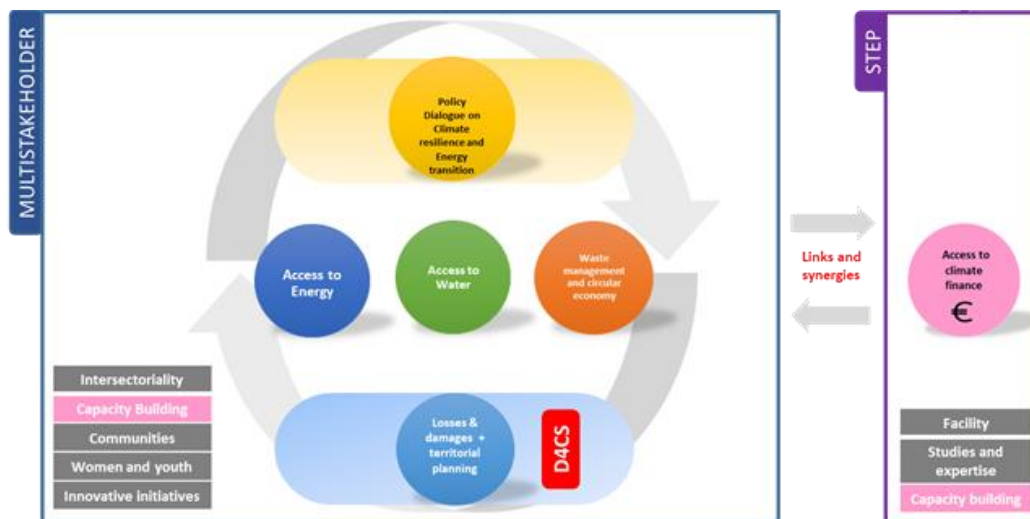 MULTISTAKEHOLDER
Policy
Dialogue on
Climate
resilience and
Energy
transition
Access to
Energy
Access to
Water
Waste
management
and circular
economy
Intersectoriality
Capacity Building
Communities
Women and youth
Innovative initiatives
Losses &
damages +
territorial
planning
D4CS
Links and
synergies
STEP
Access to
climate
finance
€
Facility
Studies and
expertise
Capacity building